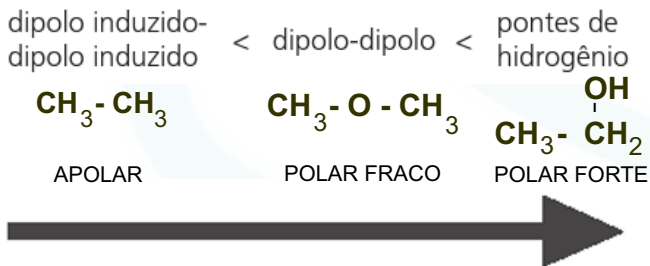 dipolo induzido-
dipolo induzido
<
dipolo-dipolo
<
pontes de
hidrogênio
CH3- CH3
CH3- O - CH3
OH
CH3- CH2
APOLAR
POLAR FRACO
POLAR FORTE